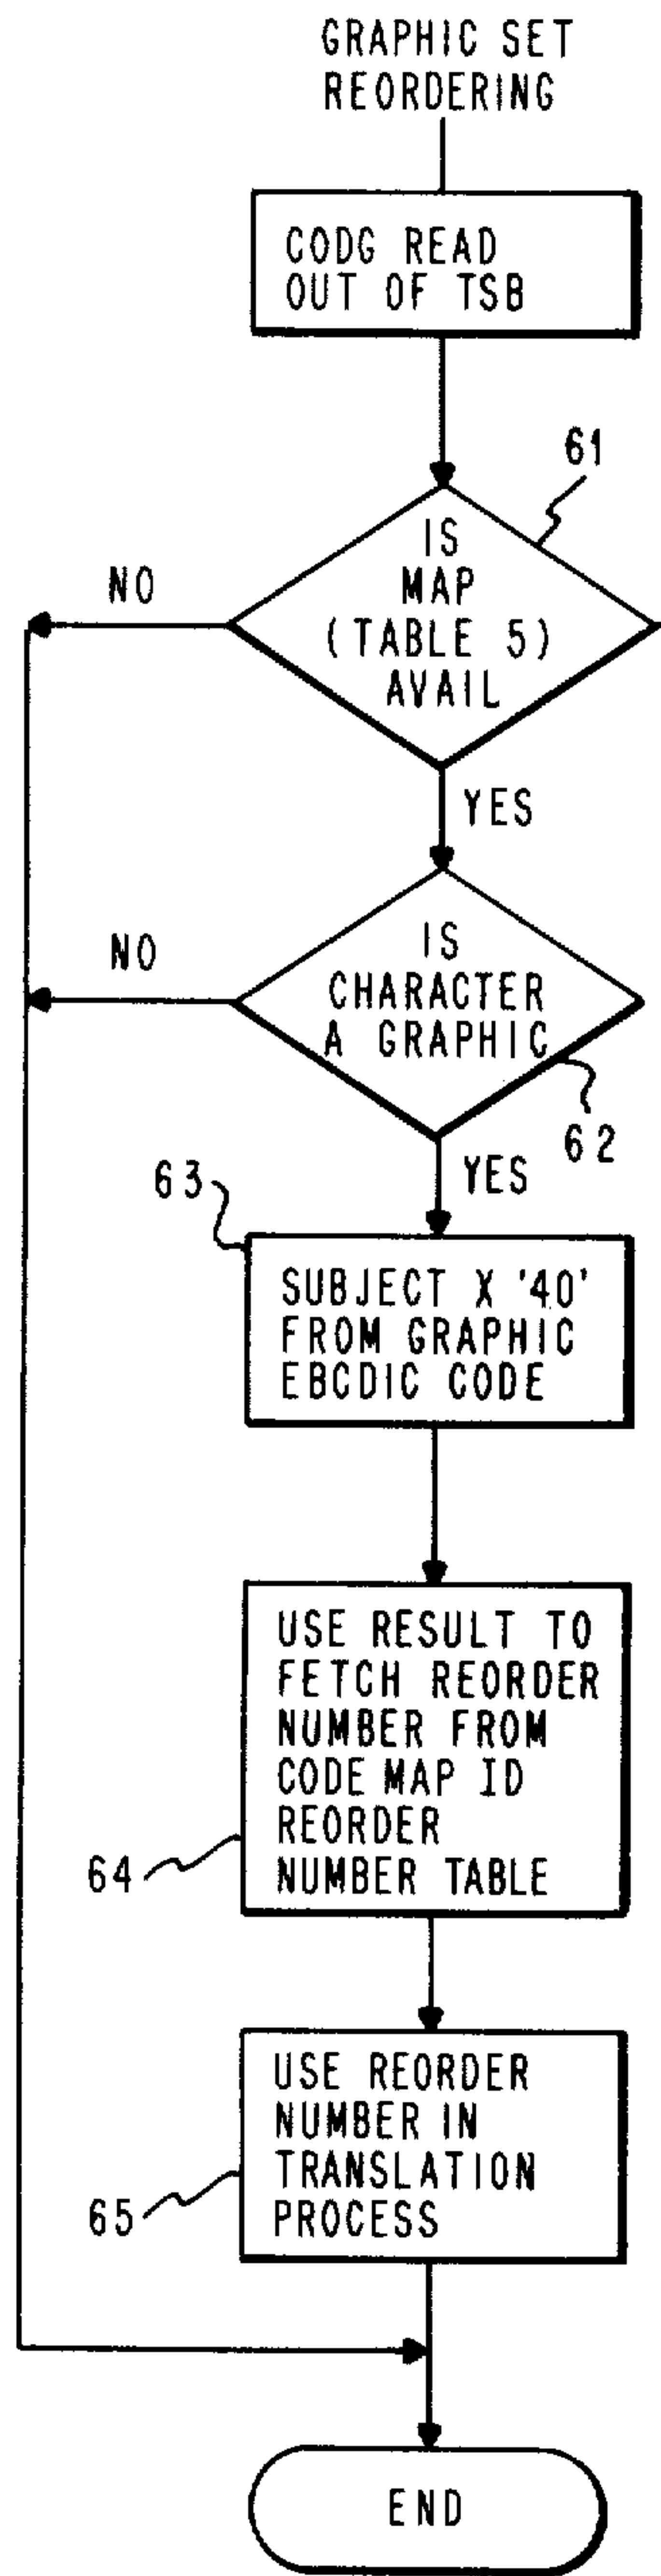 GRAPHIC SET
REORDERING
CODG READ
OUT OF TSB
61
IS
MAP
(TABLE 5)
AVAIL
NO
YES
IS
CHARACTER
A GRAPHIC
NO
62
YES
63
SUBJECT X '40'
FROM GRAPHIC
EBCDIC CODE
USE RESULT TO
FETCH REORDER
NUMBER FROM
CODE MAP ID
REORDER
NUMBER TABLE
64
USE REORDER
NUMBER IN
TRANSLATION
PROCESS
65
END